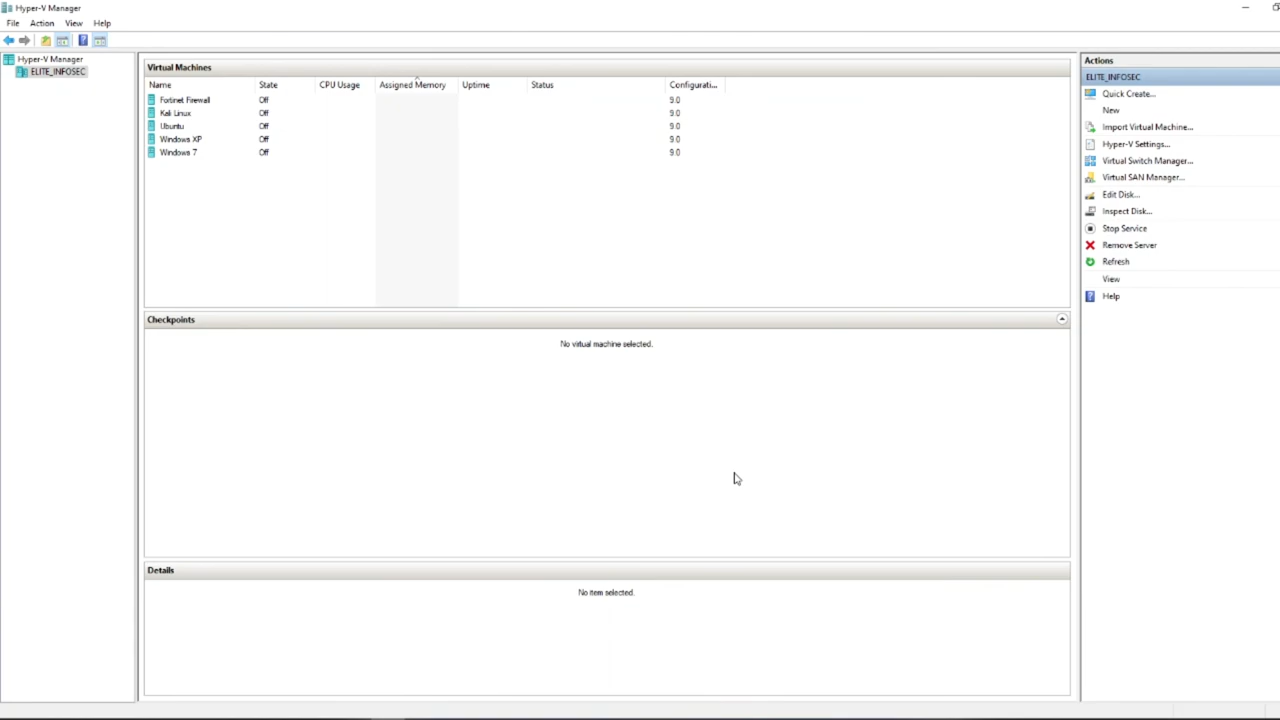 Hyper-V Manager
File Action View Help
Hyper-V Manager
ELITE_INFOSEC
Virtual Machines
Name State CPU Usage Assigned Memory Uptime Status Configurati...
Fortinet Firewall Off 9.0
Kali Linux Off 9.0
Ubuntu Off 9.0
Windows XP Off 9.0
Windows 7 Off 9.0
Checkpoints
No virtual machine selected.
Details
No item selected.
Actions
ELITE_INFOSEC
Quick Create...
New
Import Virtual Machine...
Hyper-V Settings...
Virtual Switch Manager...
Virtual SAN Manager...
Edit Disk...
Inspect Disk...
Stop Service
Remove Server
Refresh
View
Help